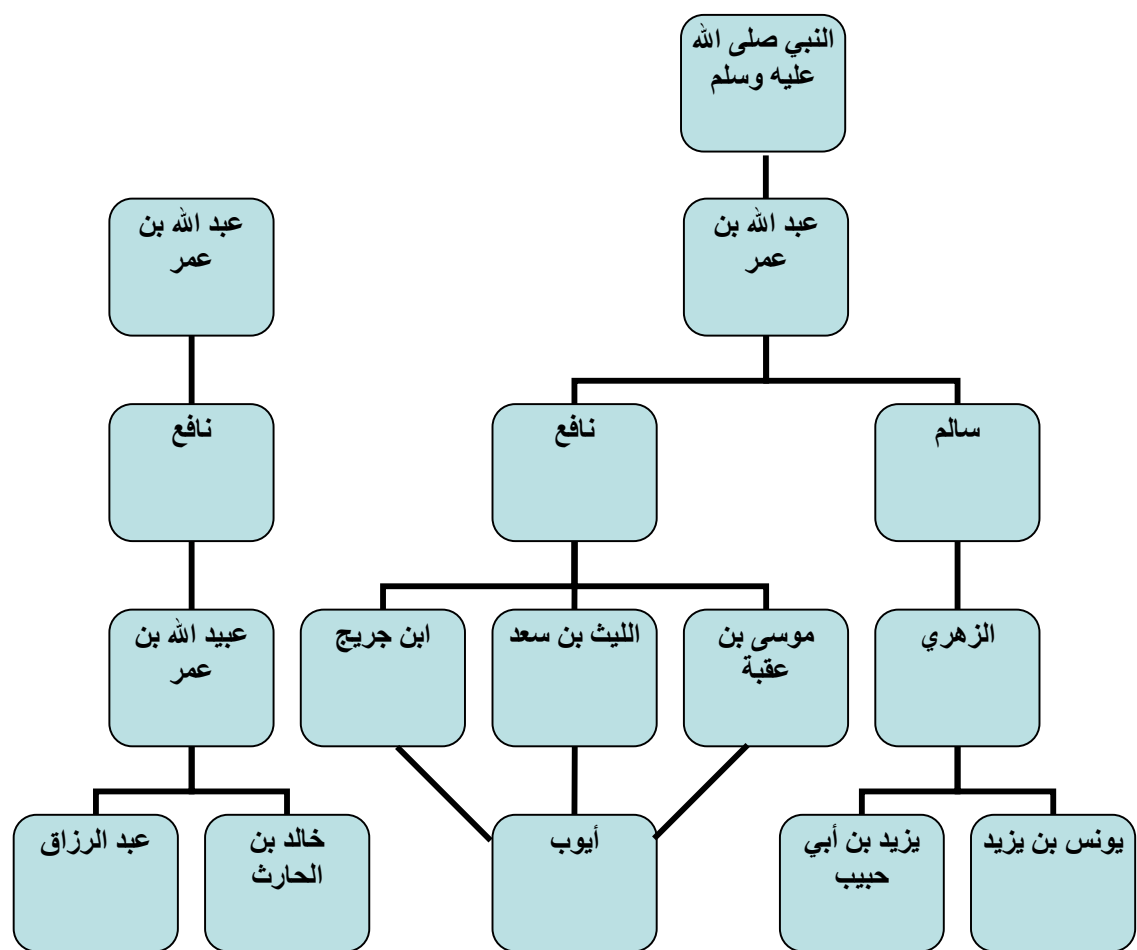 النبي صلى الله
عليه وسلم
عبد الله بن
عمر
عبد الله بن
عمر
سالم
نافع
نافع
الزهري
موسى بن
عقبة
الليث بن سعد
ابن جريج
عبيد الله بن
عمر
يونس بن يزيد
يزيد بن أبي
حبيب
أيوب
خالد بن
الحارث
عبد الرزاق